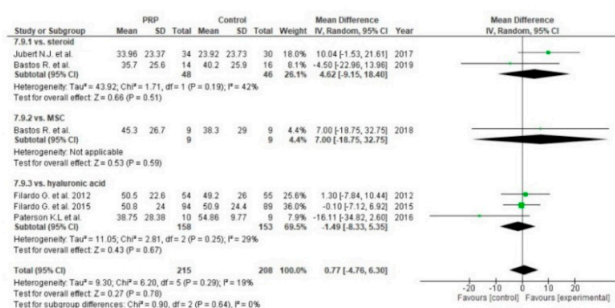 PRP Control Mean Difference Mean Difference
Study or Subgroup Mean SD Total Mean SD Total Weight IV, Random, 95% CI Year IV, Random, 95% CI
7.9.1 vs. steroid
Jubert N.J. et al. 33.96 23.37 34 23.92 23.73 30 18.0% 10.04 [-1.53, 21.61] 2017
Bastos R. et al. 35.7 25.6 14 40.2 25.9 16 8.1% -4.50 [-22.96, 13.96] 2019
Subtotal (95% CI) 48 46 26.1% 4.62 [-9.15, 18.40]
Heterogeneity: Tau² = 43.92; Chi² = 1.71, df = 1 (P = 0.19); I² = 42%
Test for overall effect: Z = 0.66 (P = 0.51)
7.9.2 vs. MSC
Bastos R. et al. 45.3 26.7 9 38.3 29 9 4.4% 7.00 [-18.75, 32.75] 2018
Subtotal (95% CI) 9 9 4.4% 7.00 [-18.75, 32.75]
Heterogeneity: Not applicable
Test for overall effect: Z = 0.53 (P = 0.59)
7.9.3 vs. hyaluronic acid
Filardo G. et al. 2012 50.5 22.6 54 49.2 26 55 25.6% 1.30 [-7.84, 10.44] 2012
Filardo G. et al. 2015 50.8 24 94 50.9 24.4 89 35.0% -0.10 [-7.12, 6.92] 2015
Paterson K.L et al. 38.75 28.38 10 54.86 9.77 9 7.9% -16.11 [-34.82, 2.60] 2016
Subtotal (95% CI) 158 153 69.5% -1.49 [-8.33, 5.35]
Heterogeneity: Tau² = 11.05; Chi² = 2.81, df = 2 (P = 0.25); I² = 29%
Test for overall effect: Z = 0.43 (P = 0.67)
Total (95% CI) 215 208 100.0% 0.77 [-4.76, 6.30]
Heterogeneity: Tau² = 9.30; Chi² = 6.20, df = 5 (P = 0.29); I² = 19%
Test for overall effect: Z = 0.27 (P = 0.78)
Test for subgroup differences: Chi² = 0.90, df = 2 (P = 0.64), I² = 0%
-20 -10 0 10 20
Favours [control] Favours [experimental]